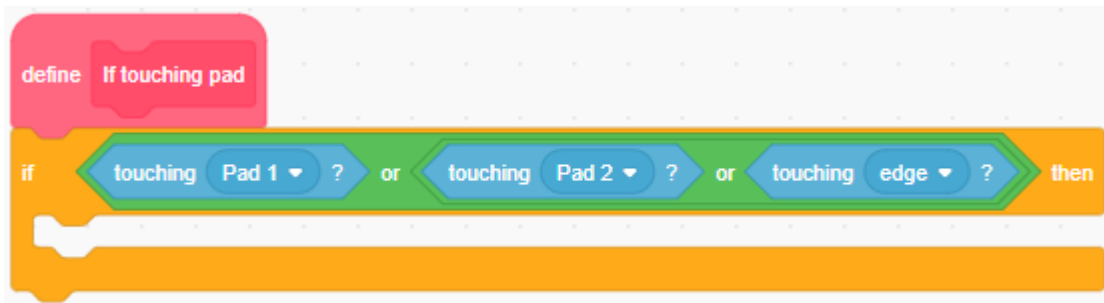 define If touching pad
if touching Pad 1 ? or touching Pad 2 ? or touching edge ? then